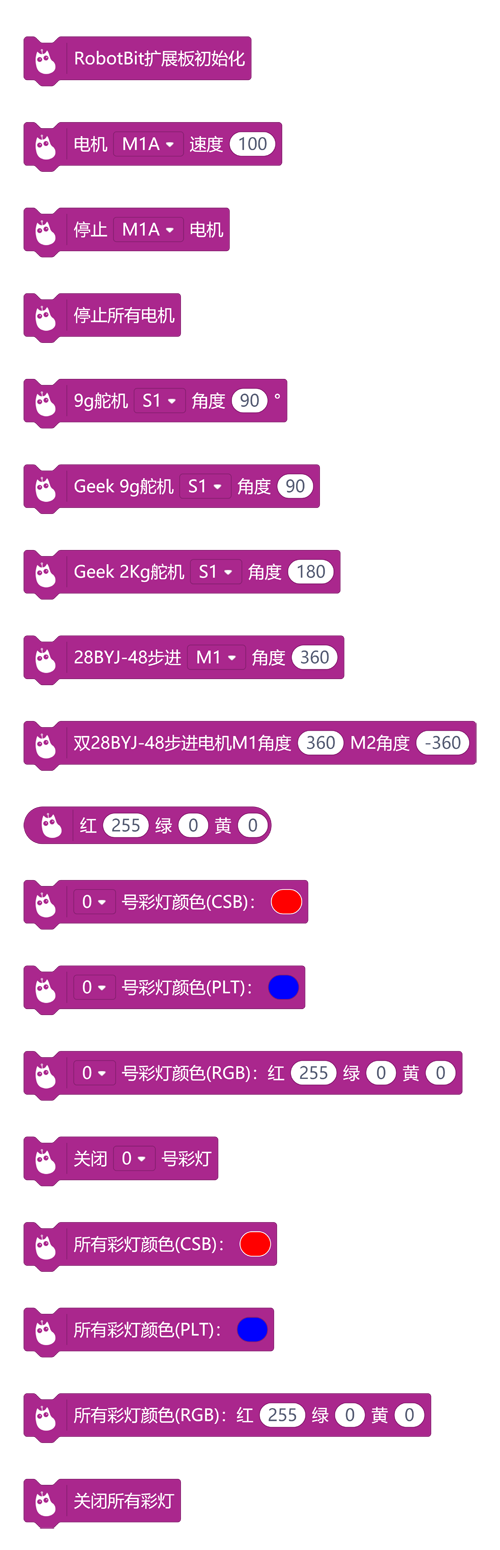 RobotBit扩展板初始化
电机 M1A 速度 100
停止 M1A 电机
停止所有电机
9g舵机 S1 角度 90 °
Geek 9g舵机 S1 角度 90
Geek 2Kg舵机 S1 角度 180
28BYJ-48步进 M1 角度 360
双28BYJ-48步进电机M1角度 360 M2角度 -360
红 255 绿 0 黄 0
0 号彩灯颜色(CSB)：
0 号彩灯颜色(PLT)：
0 号彩灯颜色(RGB)：红 255 绿 0 黄 0
关闭 0 号彩灯
所有彩灯颜色(CSB)：
所有彩灯颜色(PLT)：
所有彩灯颜色(RGB)：红 255 绿 0 黄 0
关闭所有彩灯